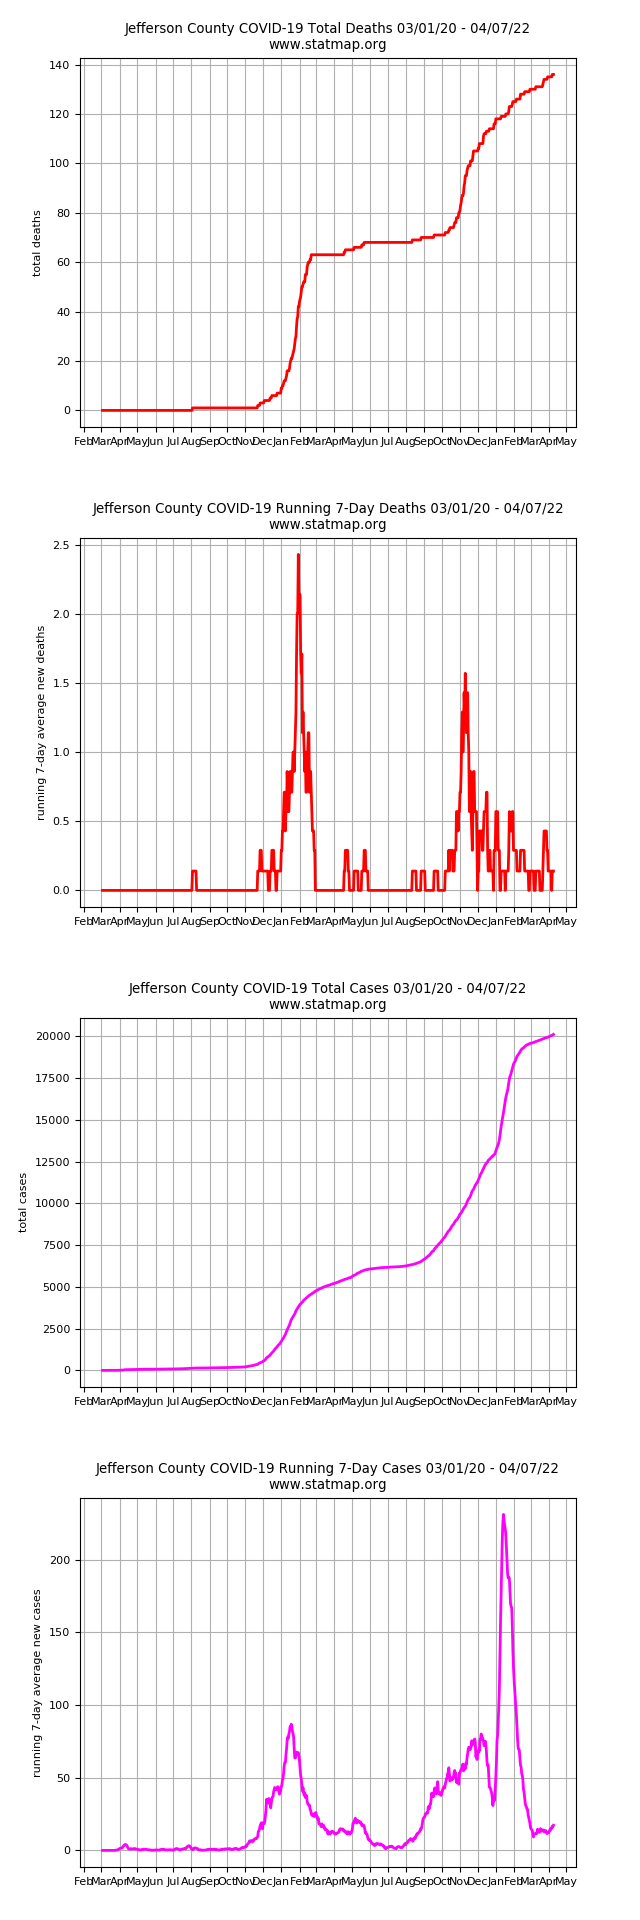 Jefferson County COVID-19 Total Deaths 03/01/20 - 04/07/22
www.statmap.org
140
120
100
80
60
40
20
0
total deaths
Feb Mar Apr May Jun Jul Aug Sep Oct Nov Dec Jan Feb Mar Apr May Jun Jul Aug Sep Oct Nov Dec Jan Feb Mar Apr May
Jefferson County COVID-19 Running 7-Day Deaths 03/01/20 - 04/07/22
www.statmap.org
2.5
2.0
1.5
1.0
0.5
0.0
running 7-day average new deaths
Feb Mar Apr May Jun Jul Aug Sep Oct Nov Dec Jan Feb Mar Apr May Jun Jul Aug Sep Oct Nov Dec Jan Feb Mar Apr May
Jefferson County COVID-19 Total Cases 03/01/20 - 04/07/22
www.statmap.org
20000
17500
15000
12500
10000
7500
5000
2500
0
total cases
Feb Mar Apr May Jun Jul Aug Sep Oct Nov Dec Jan Feb Mar Apr May Jun Jul Aug Sep Oct Nov Dec Jan Feb Mar Apr May
Jefferson County COVID-19 Running 7-Day Cases 03/01/20 - 04/07/22
www.statmap.org
200
150
100
50
0
running 7-day average new cases
Feb Mar Apr May Jun Jul Aug Sep Oct Nov Dec Jan Feb Mar Apr May Jun Jul Aug Sep Oct Nov Dec Jan Feb Mar Apr May